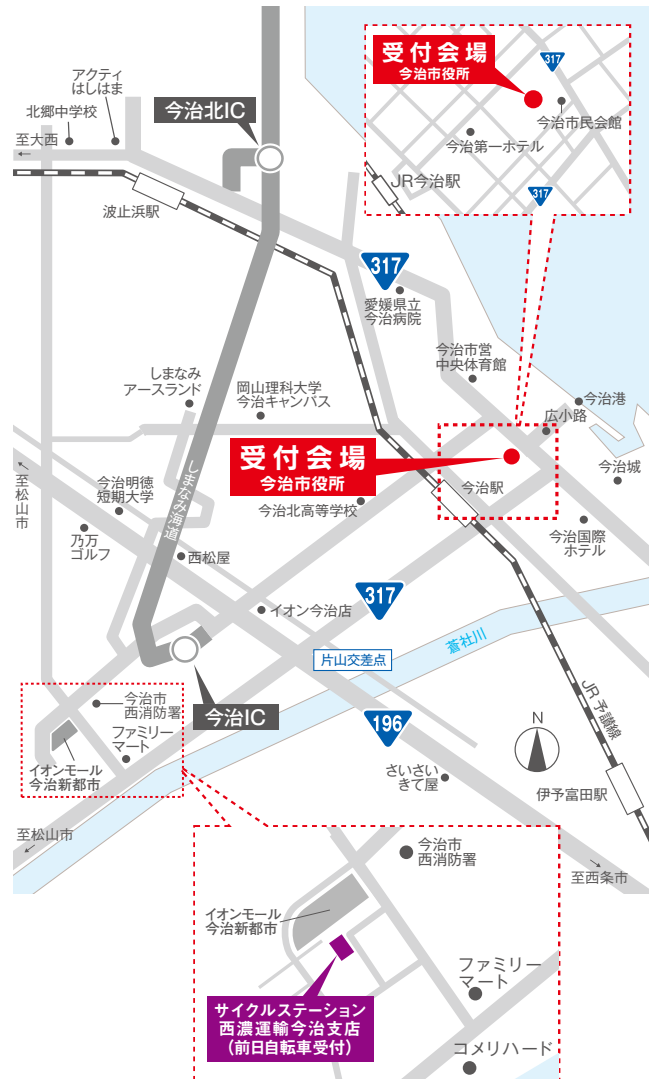 受付会場
今治市役所
317
今治市民会館
今治第一ホテル
JR今治駅
317
アクティ
はしはま
北郷中学校
至大西
今治北IC
波止浜駅
317
愛媛県立
今治病院
今治市営
中央体育館
しまなみ
アースランド
岡山理科大学
今治キャンパス
今治港
広小路
受付会場
今治市役所
今治駅
今治城
至松山市
今治明徳
短期大学
しまなみ海道
今治北高等学校
乃万
ゴルフ
西松屋
今治国際
ホテル
イオン今治店
317
片山交差点
蒼社川
今治市
西消防署
今治IC
196
JR予讃線
N
ファミリー
マート
イオンモール
今治新都市
さいさい
きて屋
伊予富田駅
至松山市
至西条市
今治市
西消防署
イオンモール
今治新都市
ファミリー
マート
サイクルステーション
西濃運輸今治支店
(前日自転車受付)
コメリハード